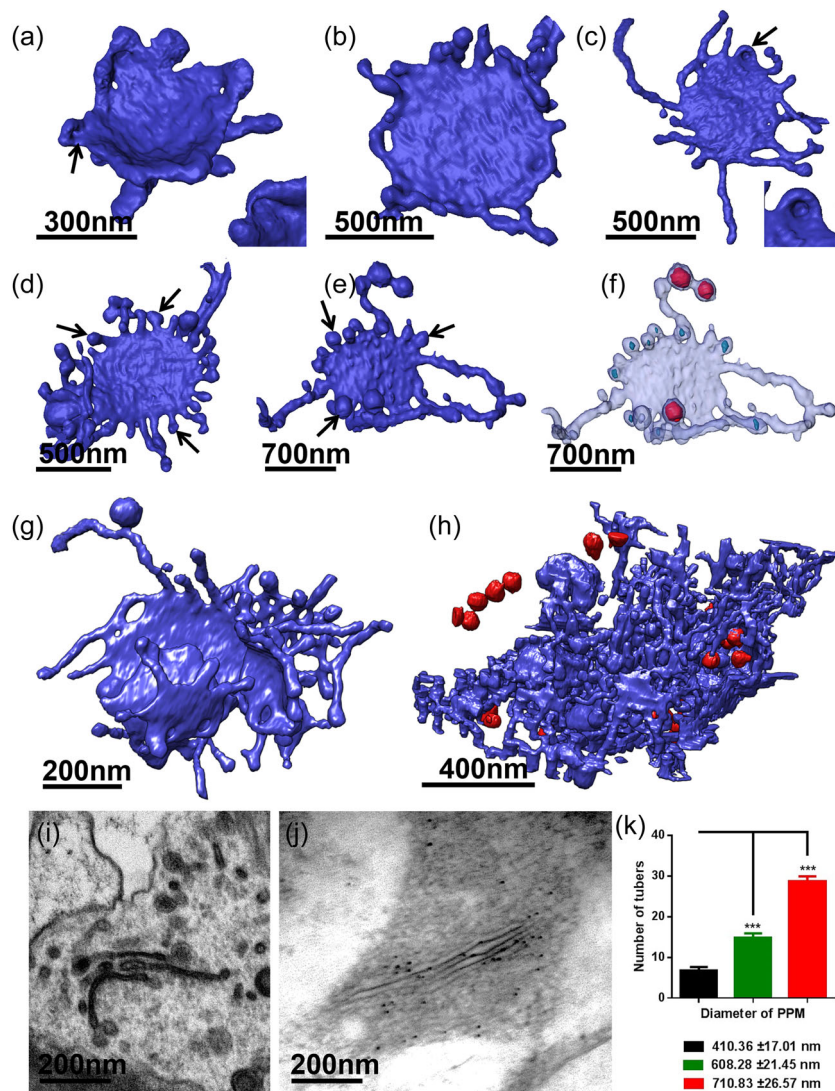 (a)
300nm
(b)
500nm
(c)
500nm
(d)
500nm
(e)
700nm
(f)
700nm
(g)
200nm
(h)
400nm
(i)
200nm
(j)
200nm
(k)
Number of tubers
40
30
20
10
0
***
***
Diameter of PPM
410.36 ±17.01 nm
608.28 ±21.45 nm
710.83 ±26.57 nm